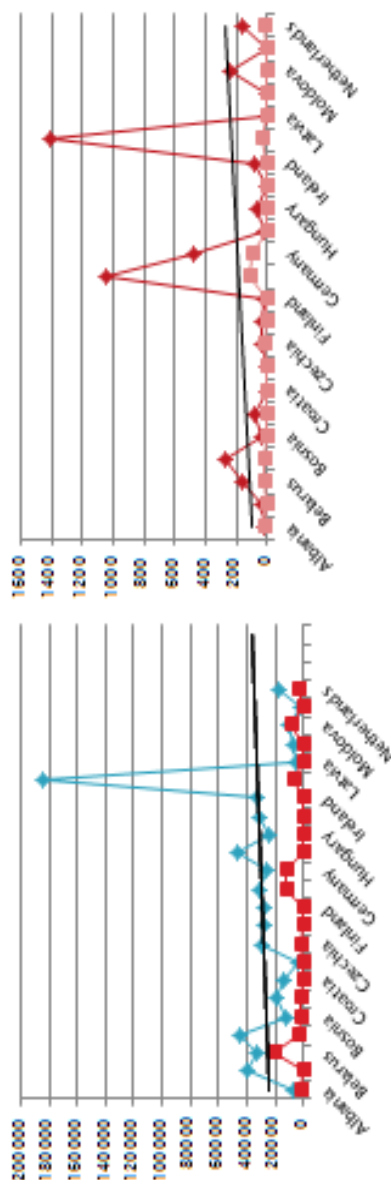 200 000
180 000
160 000
140 000
120 000
100 000
80 000
60 000
40 000
20 000
0
Albania
Belarus
Bosnia
Croatia
Czechia
Finland
Germany
Hungary
Ireland
Latvia
Moldova
Netherlands
1600
1400
1200
1000
800
600
400
200
0
Albania
Belarus
Bosnia
Croatia
Czechia
Finland
Germany
Hungary
Ireland
Latvia
Moldova
Netherlands